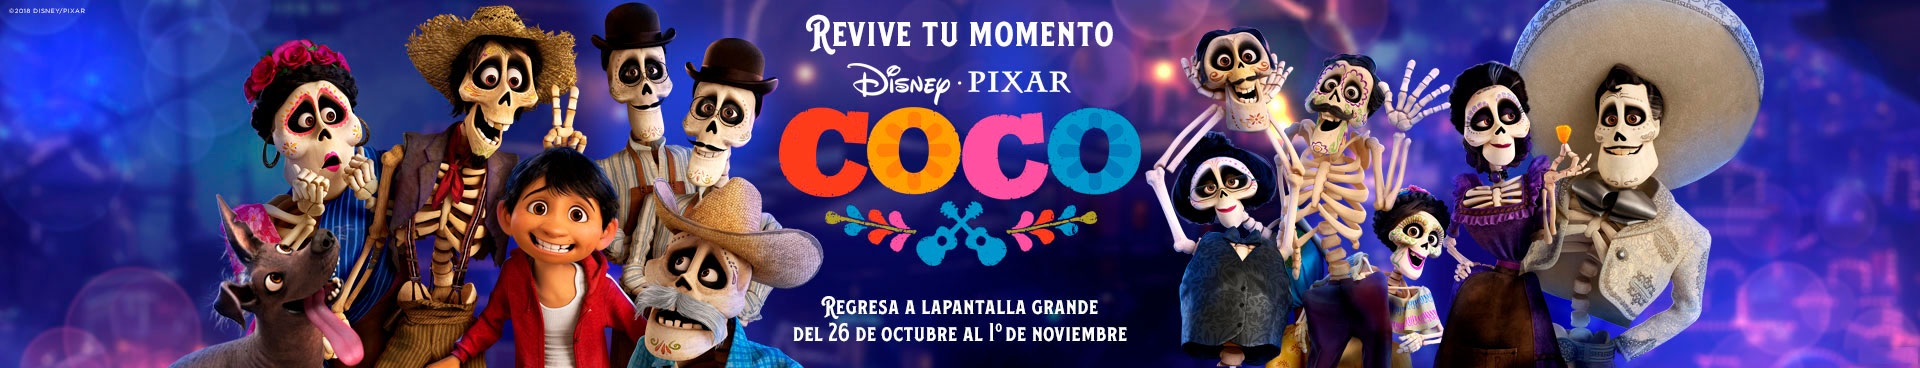 ©2018 DISNEY/PIXAR
REVIVE TU MOMENTO
DISNEY · PIXAR
COCO
REGRESA A LAPANTALLA GRANDE
DEL 26 DE OCTUBRE AL 1º DE NOVIEMBRE